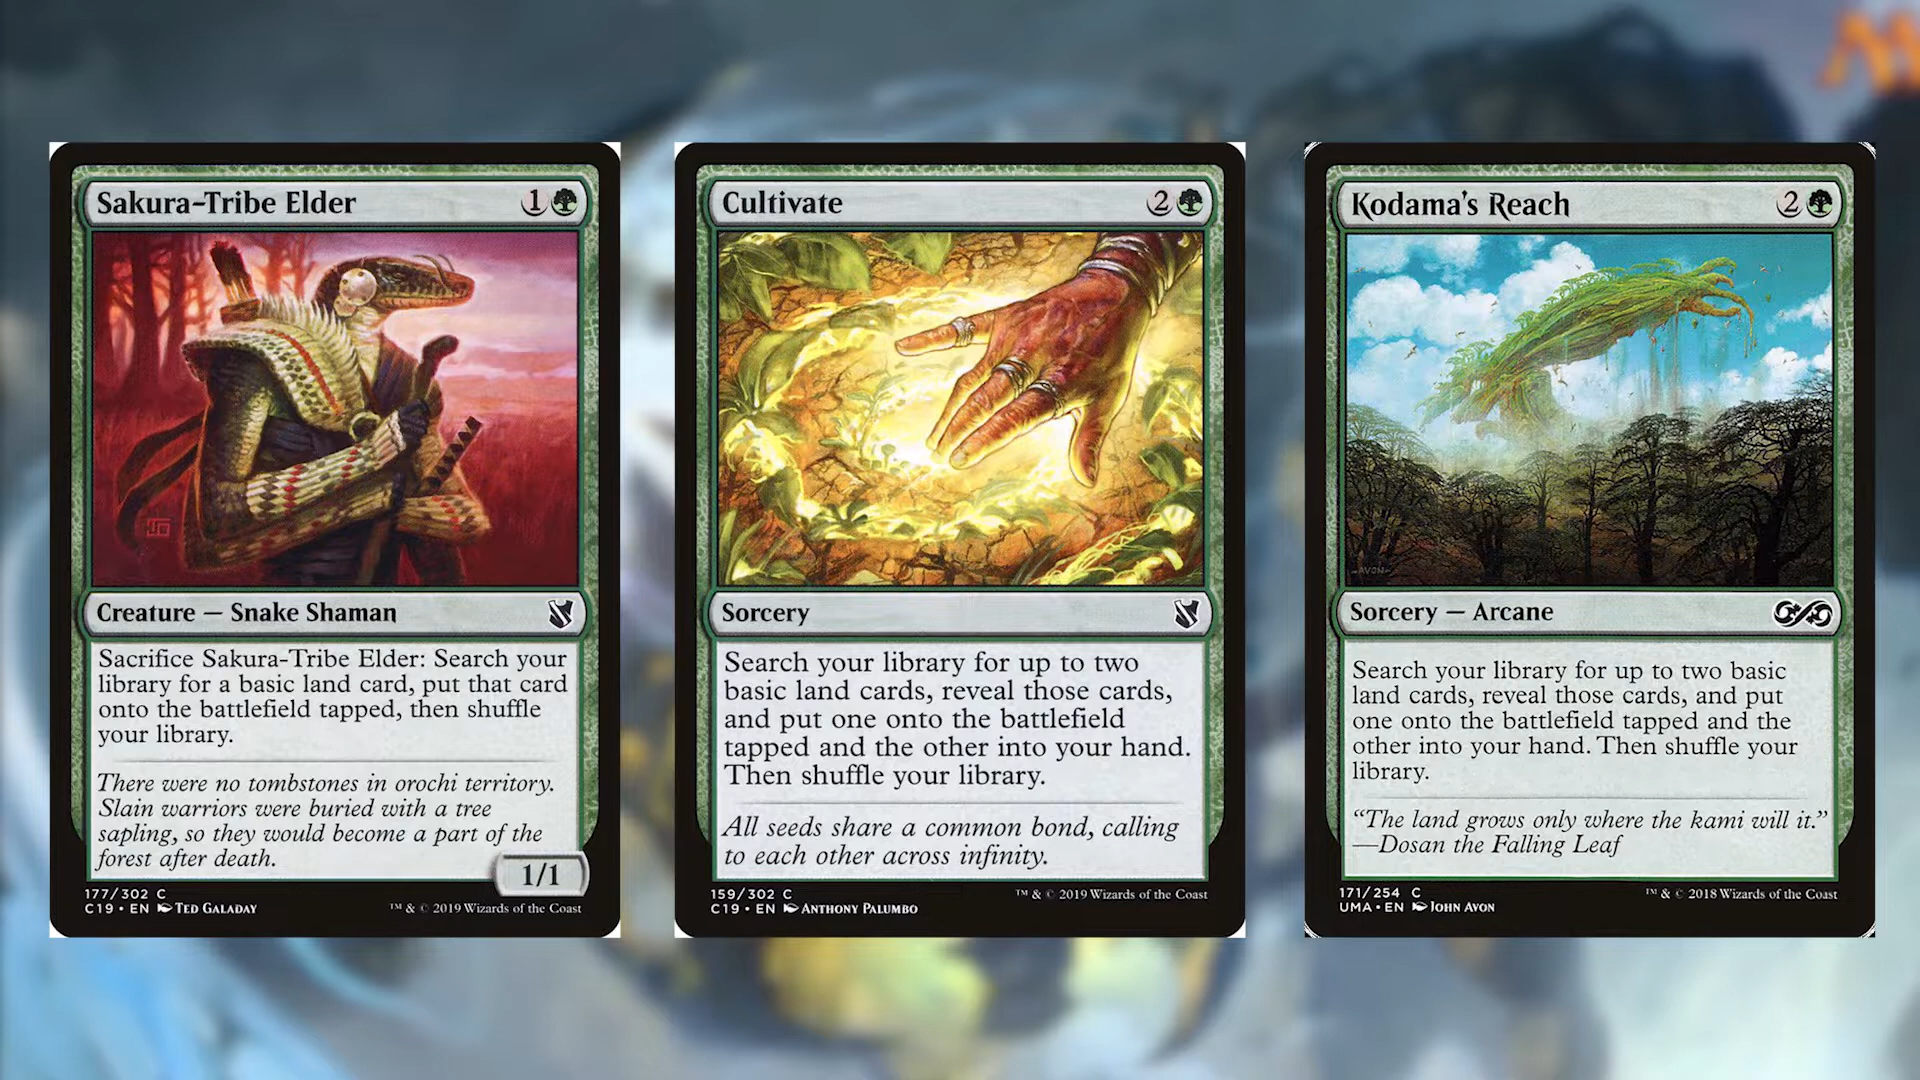 Sakura-Tribe Elder 1
Creature — Snake Shaman
Sacrifice Sakura-Tribe Elder: Search your
library for a basic land card, put that card
onto the battlefield tapped, then shuffle
your library.
There were no tombstones in orochi territory.
Slain warriors were buried with a tree
sapling, so they would become a part of the
forest after death.
1/1
177/302 C
C19 • EN TED GALADAY
™ & © 2019 Wizards of the Coast
Cultivate 2
Sorcery
Search your library for up to two
basic land cards, reveal those cards,
and put one onto the battlefield
tapped and the other into your hand.
Then shuffle your library.
All seeds share a common bond, calling
to each other across infinity.
159/302 C
C19 • EN ANTHONY PALUMBO
™ & © 2019 Wizards of the Coast
Kodama's Reach 2
AVON
Sorcery — Arcane
Search your library for up to two basic
land cards, reveal those cards, and put
one onto the battlefield tapped and the
other into your hand. Then shuffle your
library.
“The land grows only where the kami will it.”
—Dosan the Falling Leaf
171/254 C
UMA • EN JOHN AVON
™ & © 2018 Wizards of the Coast